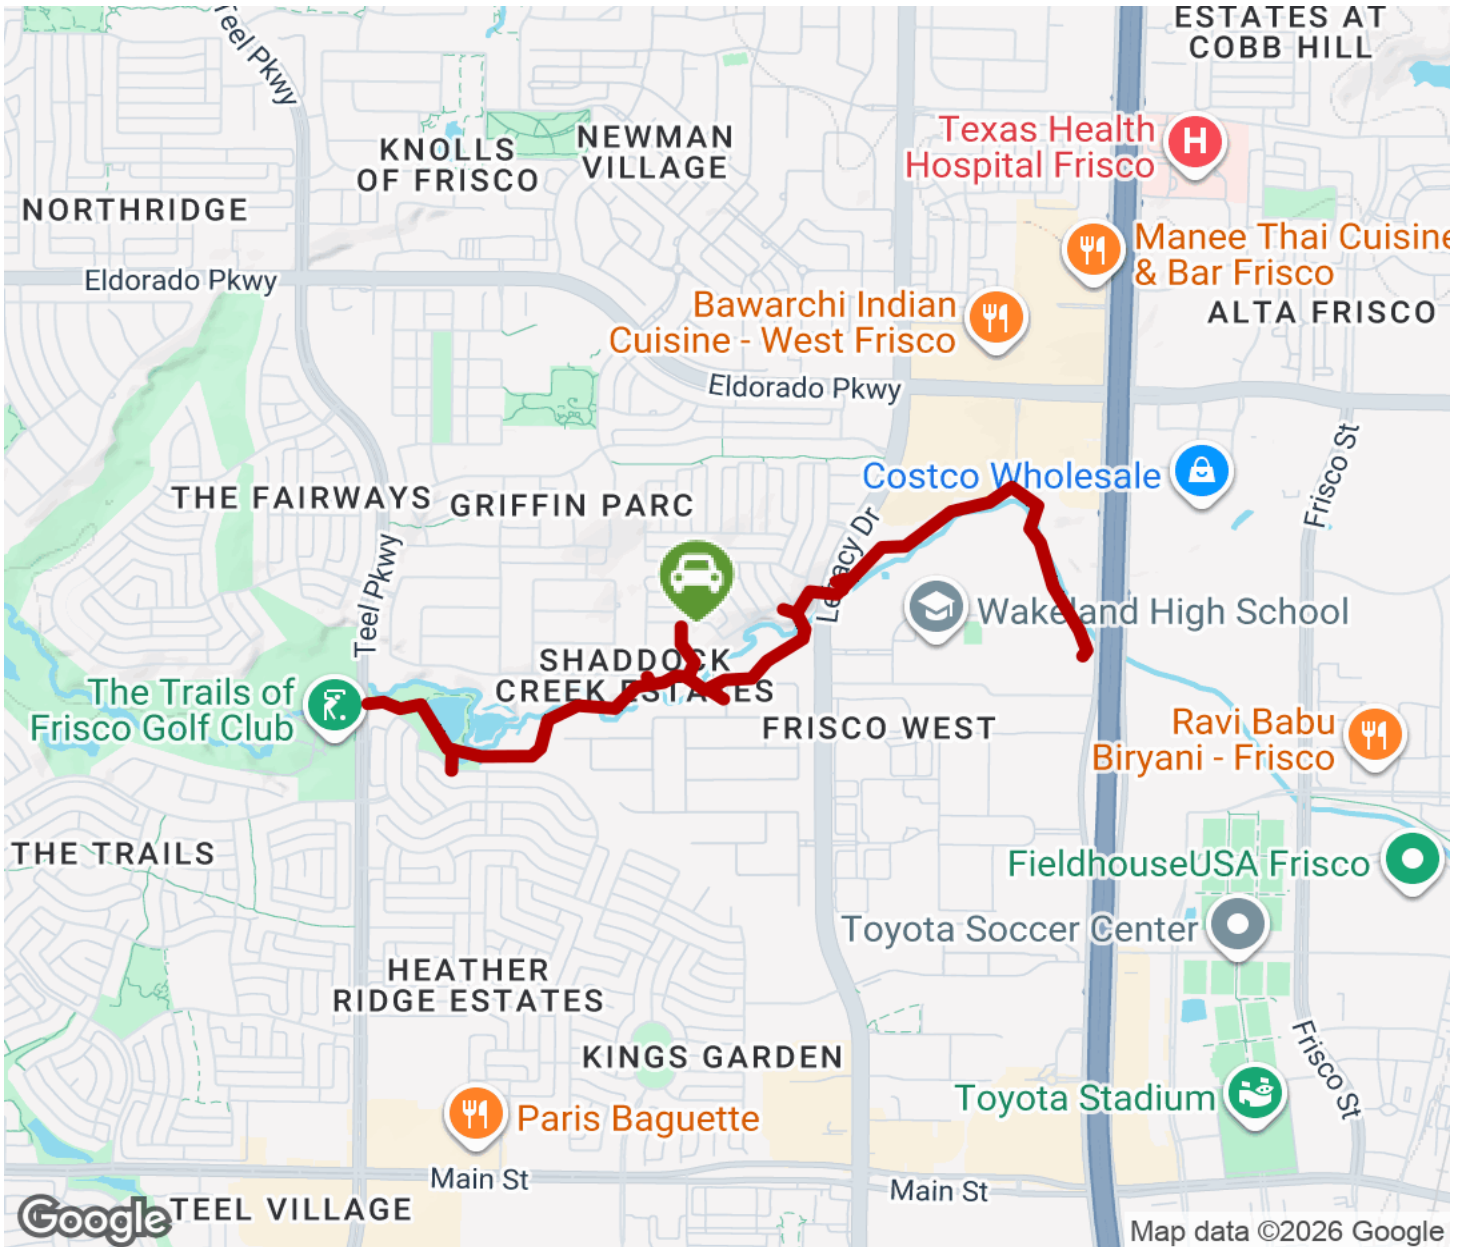 ESTATES AT
COBB HILL
Teel Pkwy
Texas Health
Hospital Frisco
H
KNOLLS
OF FRISCO
NEWMAN
VILLAGE
NORTHRIDGE
Manee Thai Cuisine
& Bar Frisco
Eldorado Pkwy
Bawarchi Indian
Cuisine - West Frisco
ALTA FRISCO
Eldorado Pkwy
Frisco St
Costco Wholesale
THE FAIRWAYS
GRIFFIN PARC
Legacy Dr
Teel Pkwy
Wakeland High School
SHADDOCK
CREEK ESTATES
The Trails of
Frisco Golf Club
FRISCO WEST
Ravi Babu
Biryani - Frisco
THE TRAILS
FieldhouseUSA Frisco
Toyota Soccer Center
HEATHER
RIDGE ESTATES
KINGS GARDEN
Frisco St
Toyota Stadium
Paris Baguette
Main St
Main St
TEEL VILLAGE
Google
Map data ©2026 Google